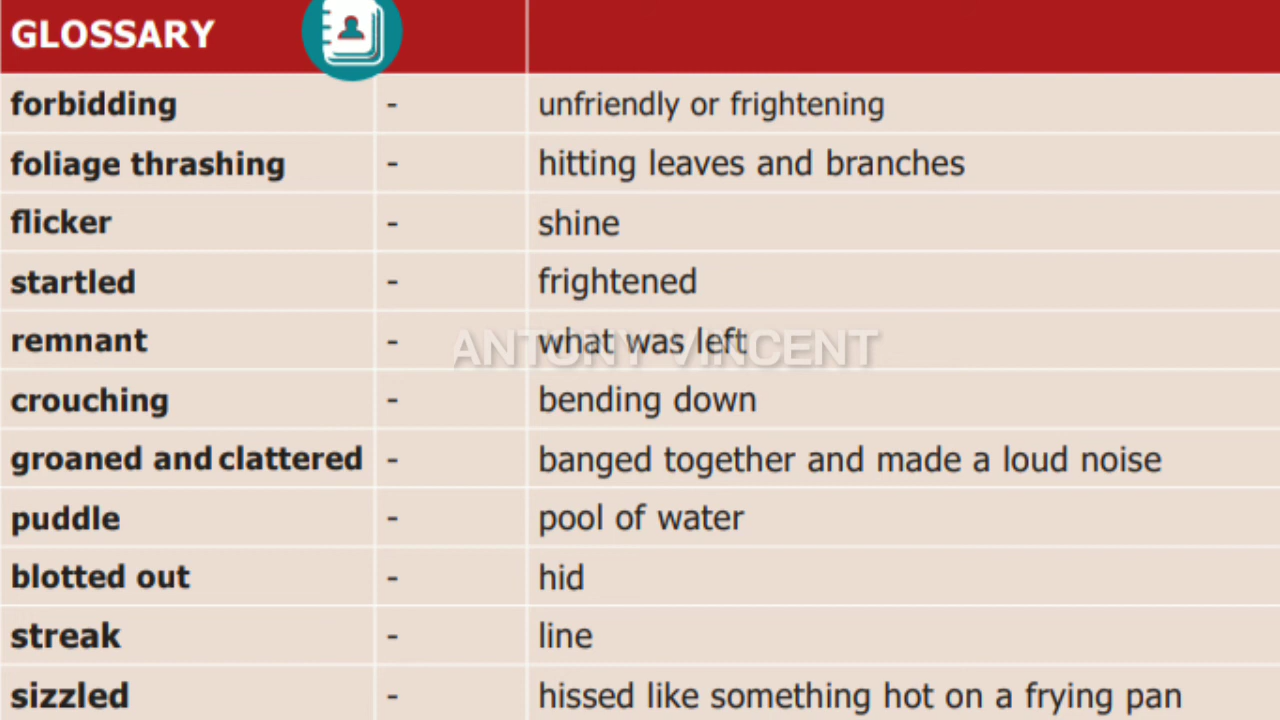 GLOSSARY
forbidding - unfriendly or frightening
foliage thrashing - hitting leaves and branches
flicker - shine
startled - frightened
remnant - what was left
ANTONY VINCENT
crouching - bending down
groaned and clattered - banged together and made a loud noise
puddle - pool of water
blotted out - hid
streak - line
sizzled - hissed like something hot on a frying pan